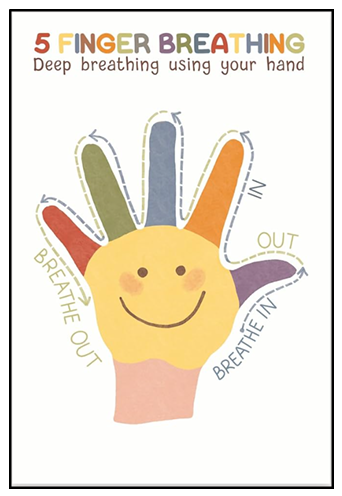 5 FINGER BREATHING
Deep breathing using your hand
IN
OUT
BREATHE IN
BREATHE OUT